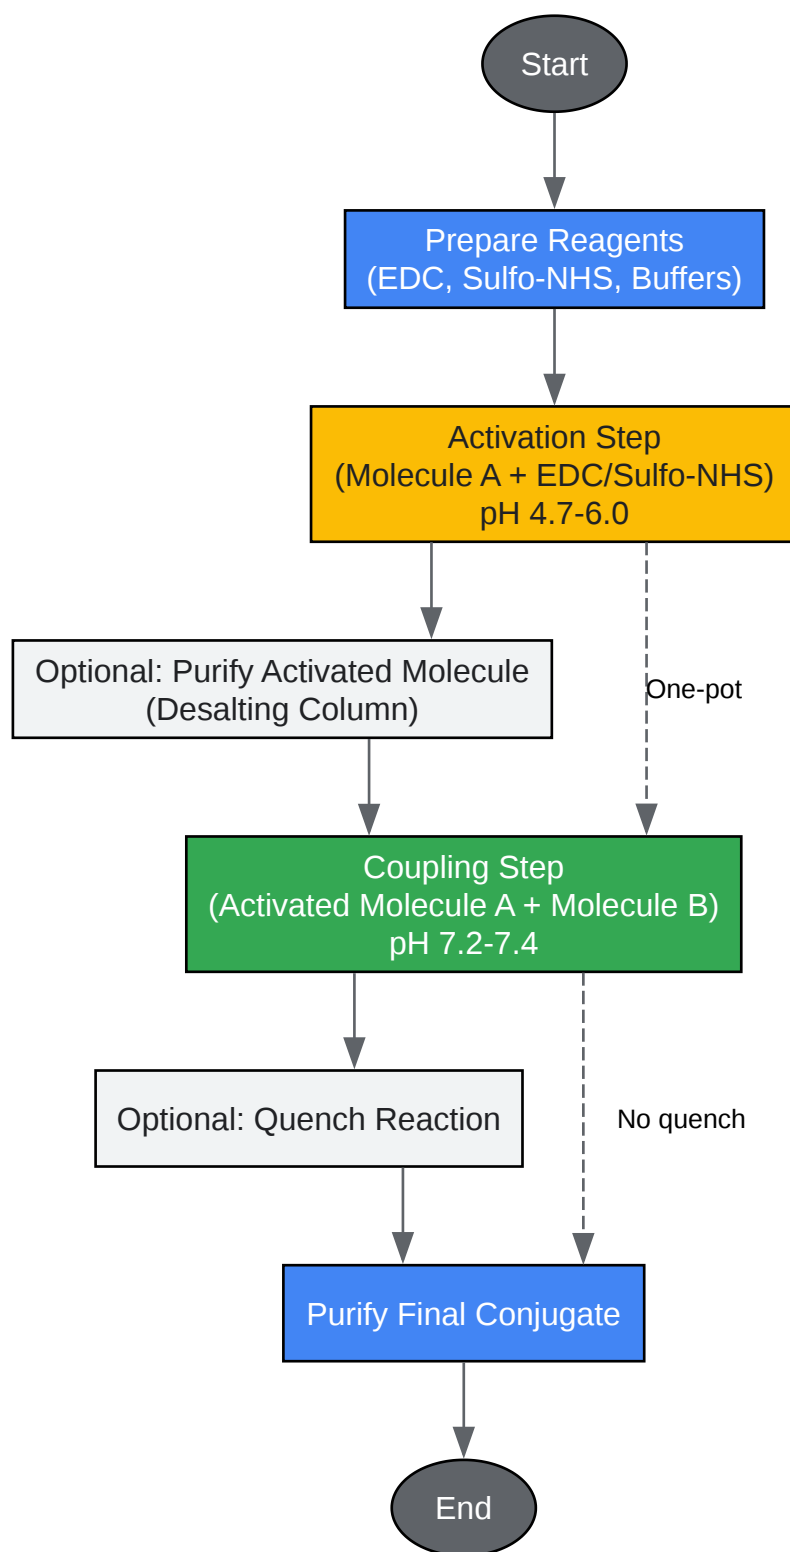 Start
Prepare Reagents
(EDC, Sulfo-NHS, Buffers)
Activation Step
(Molecule A + EDC/Sulfo-NHS)
pH 4.7-6.0
Optional: Purify Activated Molecule
(Desalting Column)
One-pot
Coupling Step
(Activated Molecule A + Molecule B)
pH 7.2-7.4
Optional: Quench Reaction
No quench
Purify Final Conjugate
End